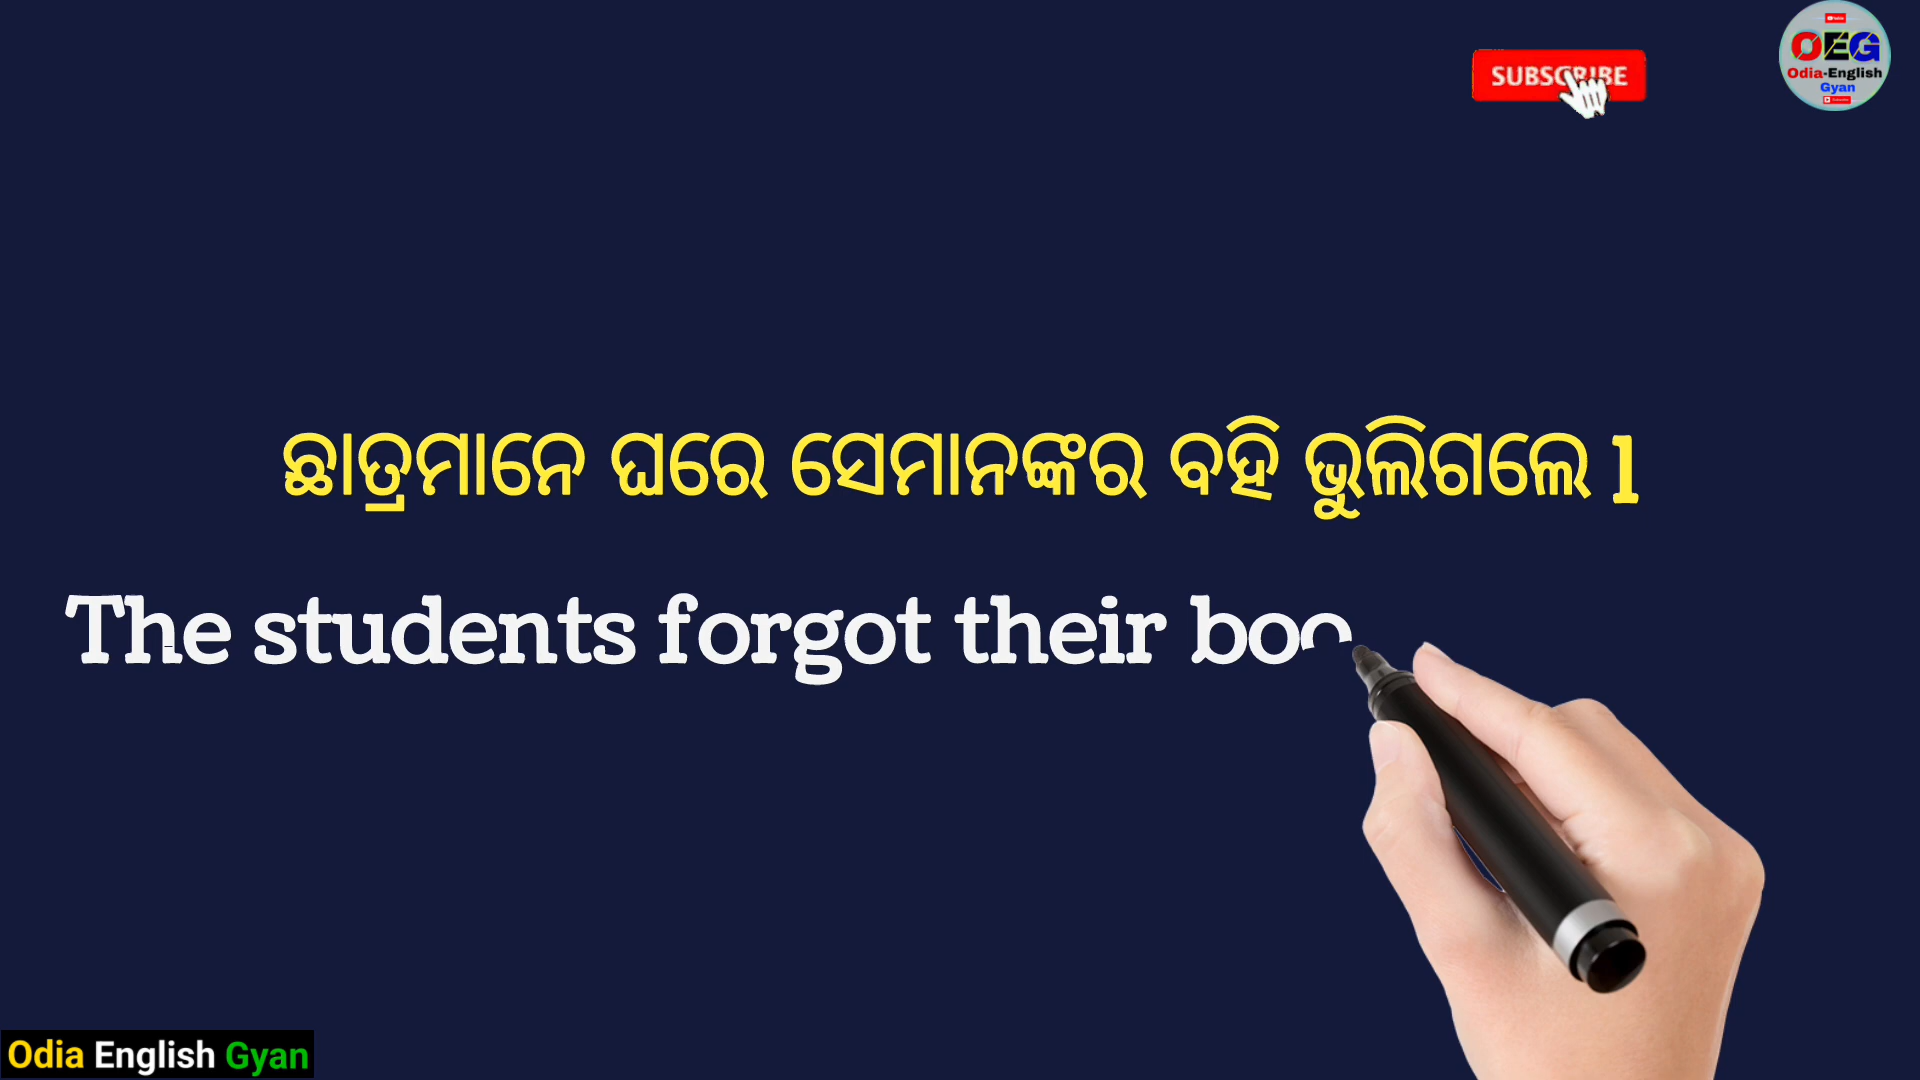 SUBSCRIBE
OEG
Odia-English
Gyan
ଛାତ୍ରମାନେ ଘରେ ସେମାନଙ୍କର ବହି ଭୁଲିଗଲେ l
The students forgot their boo
Odia English Gyan